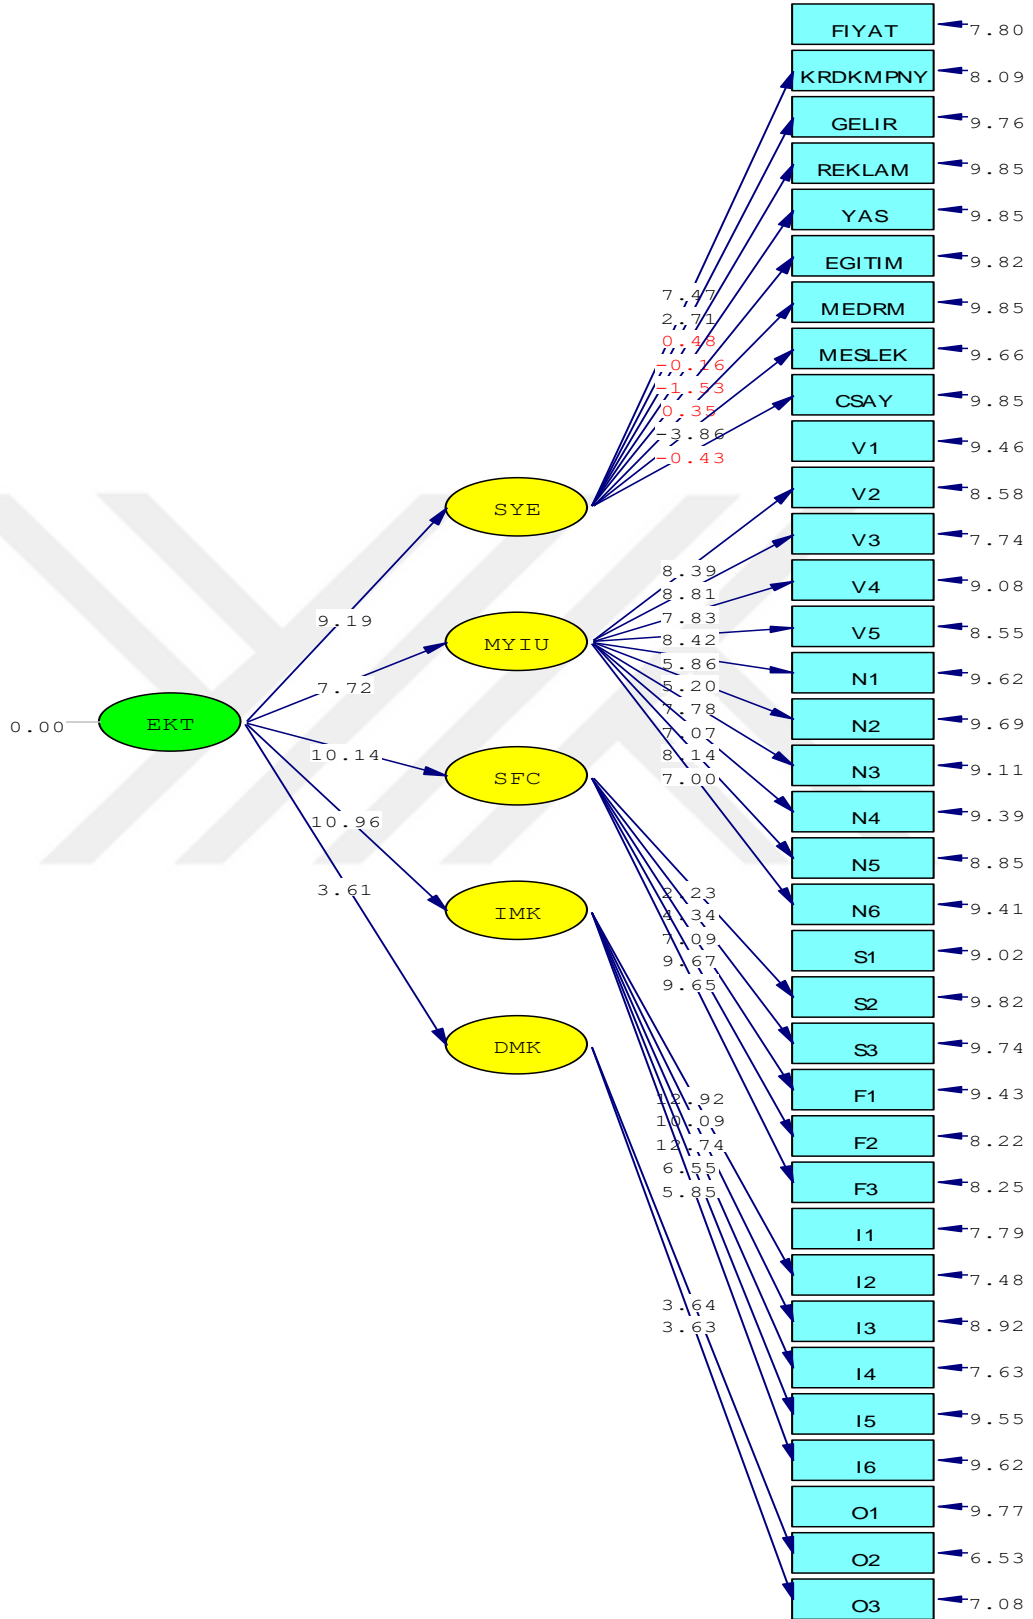 FIYAT 7.80
KRDKMPNY 8.09
GELIR 9.76
REKLAM 9.85
YAS 9.85
EGITIM 9.82
MEDRM 9.85
MESLEK 9.66
CSAY 9.85
V1 9.46
V2 8.58
V3 7.74
V4 9.08
V5 8.55
N1 9.62
N2 9.69
N3 9.11
N4 9.39
N5 8.85
N6 9.41
S1 9.02
S2 9.82
S3 9.74
F1 9.43
F2 8.22
F3 8.25
I1 7.79
I2 7.48
I3 8.92
I4 7.63
I5 9.55
I6 9.62
O1 9.77
O2 6.53
O3 7.08
7.47
2.71
0.48
-0.16
-1.53
0.35
-3.86
-0.43
SYE
8.39
8.81
7.83
8.42
5.86
5.20
7.78
7.07
8.14
7.00
MYIU
2.23
4.34
7.09
9.67
9.65
SFC
12.92
10.09
12.74
6.55
5.85
IMK
3.64
3.63
DMK
9.19
7.72
10.14
10.96
3.61
0.00
EKT